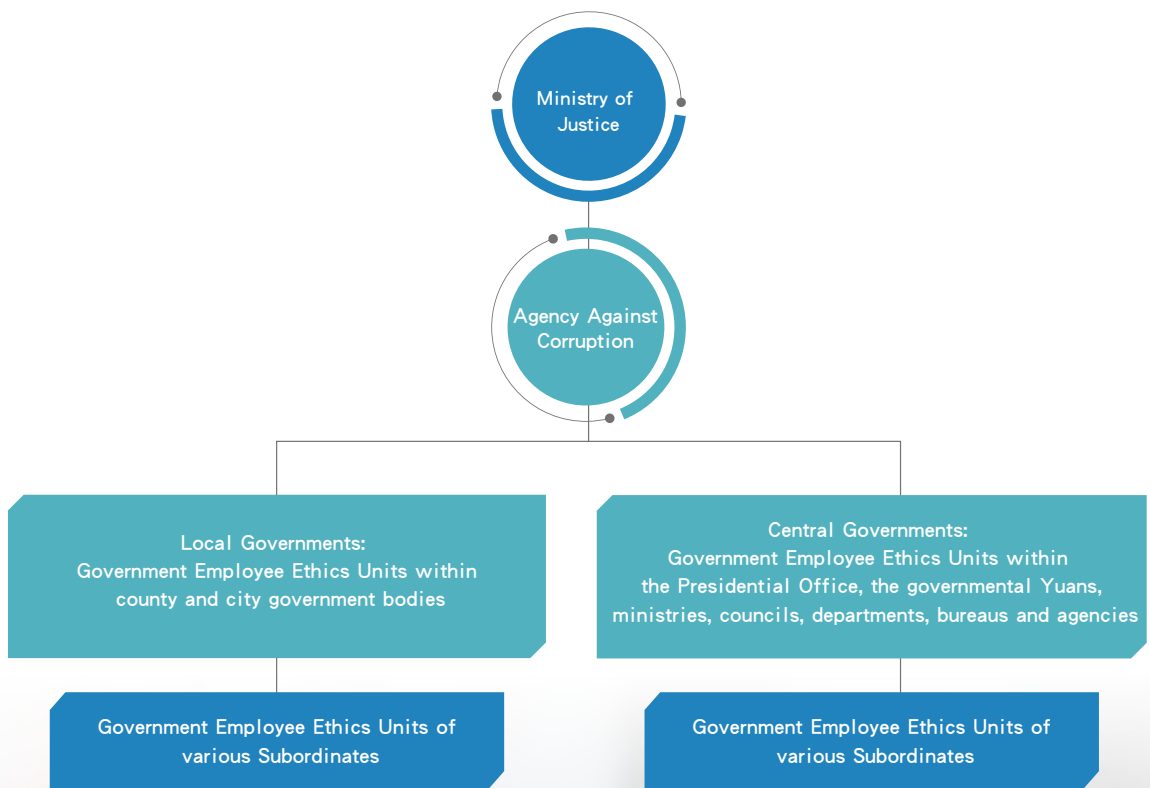 Ministry of
Justice
Agency Against
Corruption
Local Governments:
Government Employee Ethics Units within
county and city government bodies
Central Governments:
Government Employee Ethics Units within
the Presidential Office, the governmental Yuans,
ministries, councils, departments, bureaus and agencies
Government Employee Ethics Units of
various Subordinates
Government Employee Ethics Units of
various Subordinates